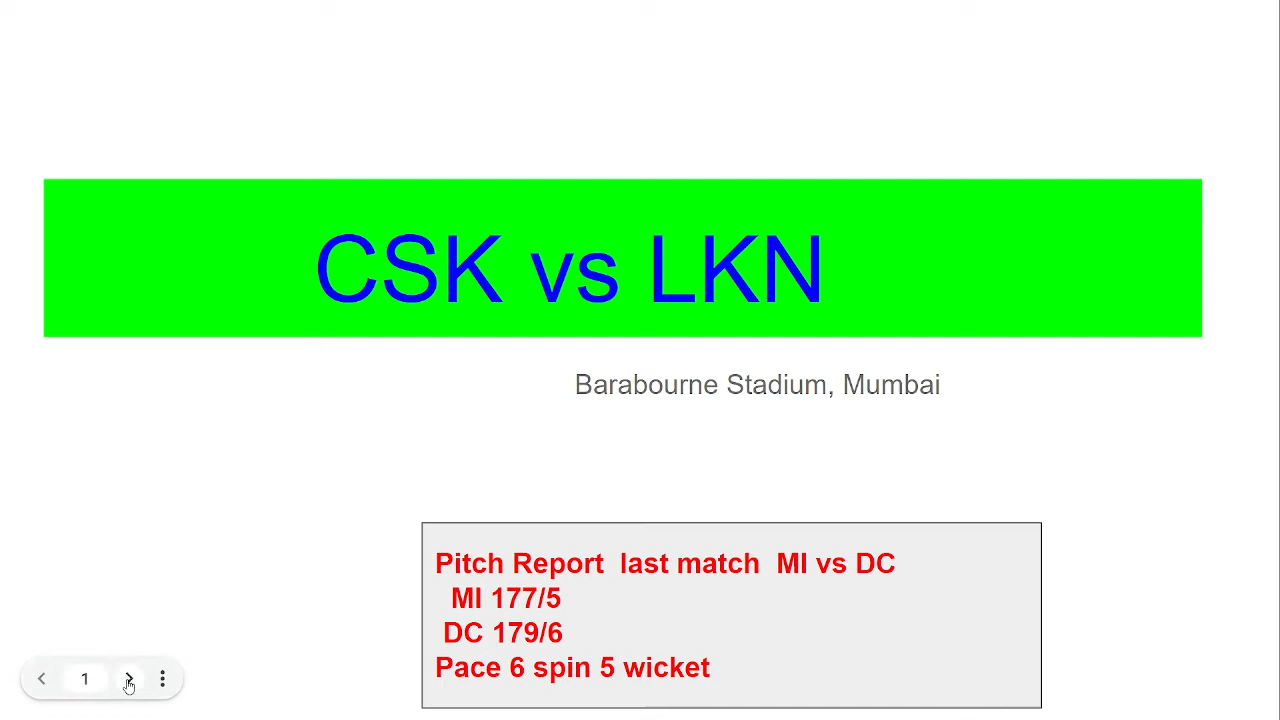 CSK vs LKN
Barabourne Stadium, Mumbai
Pitch Report last match MI vs DC
MI 177/5
DC 179/6
Pace 6 spin 5 wicket
1